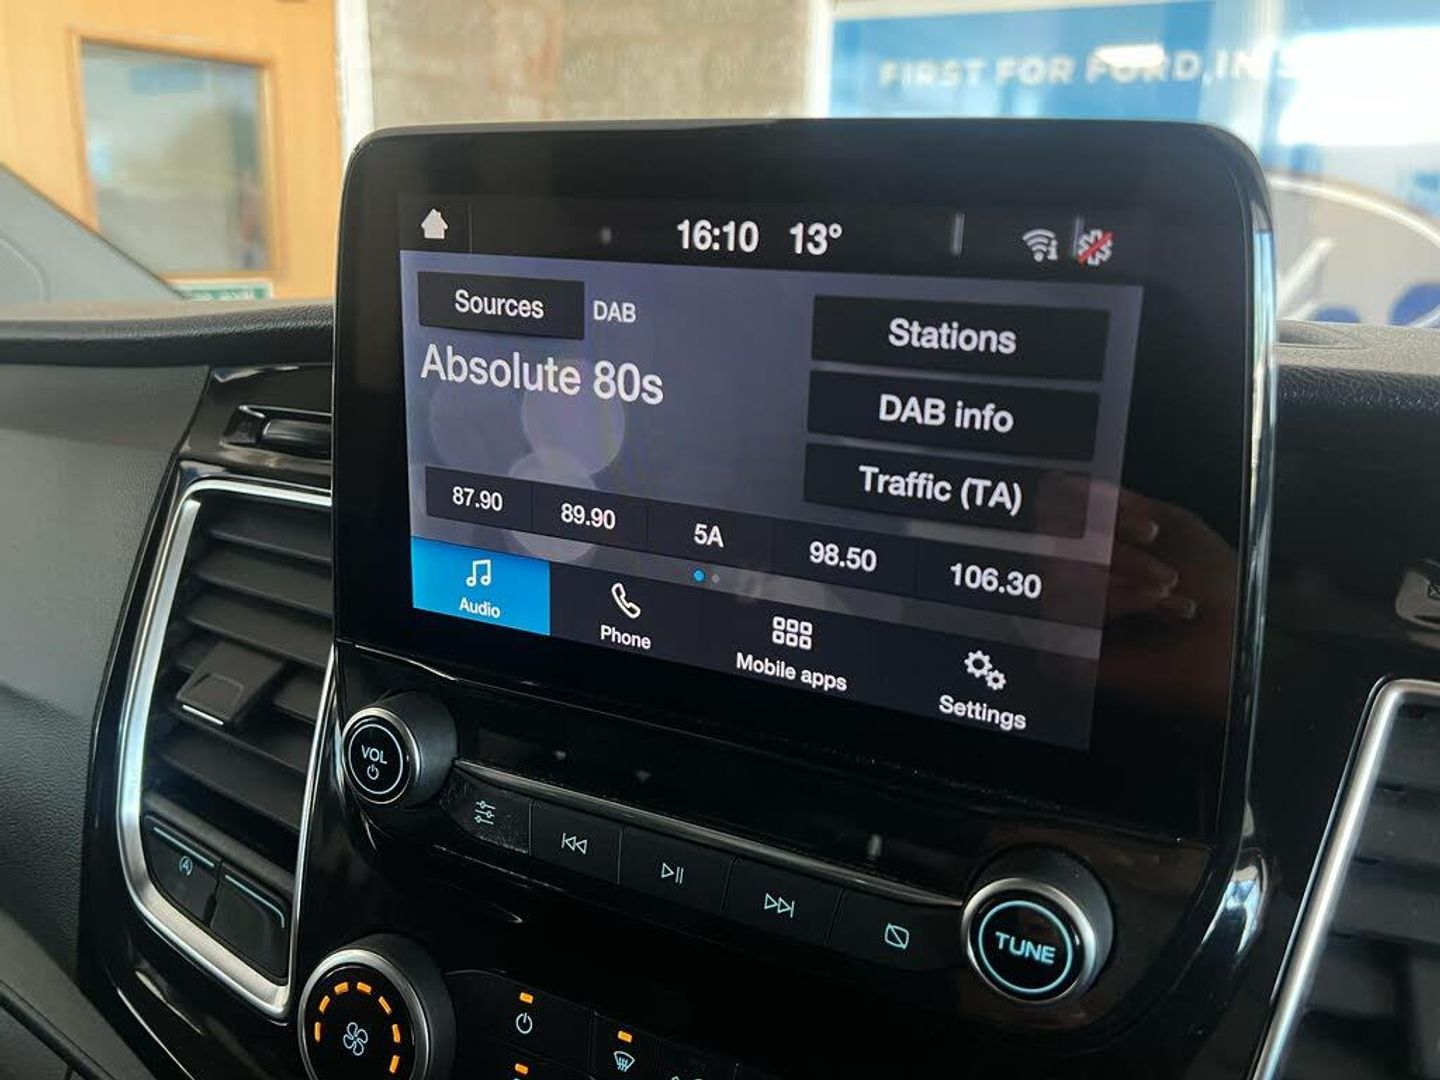 FIRST FOR FORD, IN
16:10 13°
Sources DAB
Absolute 80s
Stations
DAB info
Traffic (TA)
87.90 89.90 5A 98.50 106.30
Audio
Phone
Mobile apps
Settings
VOL
TUNE
(A)